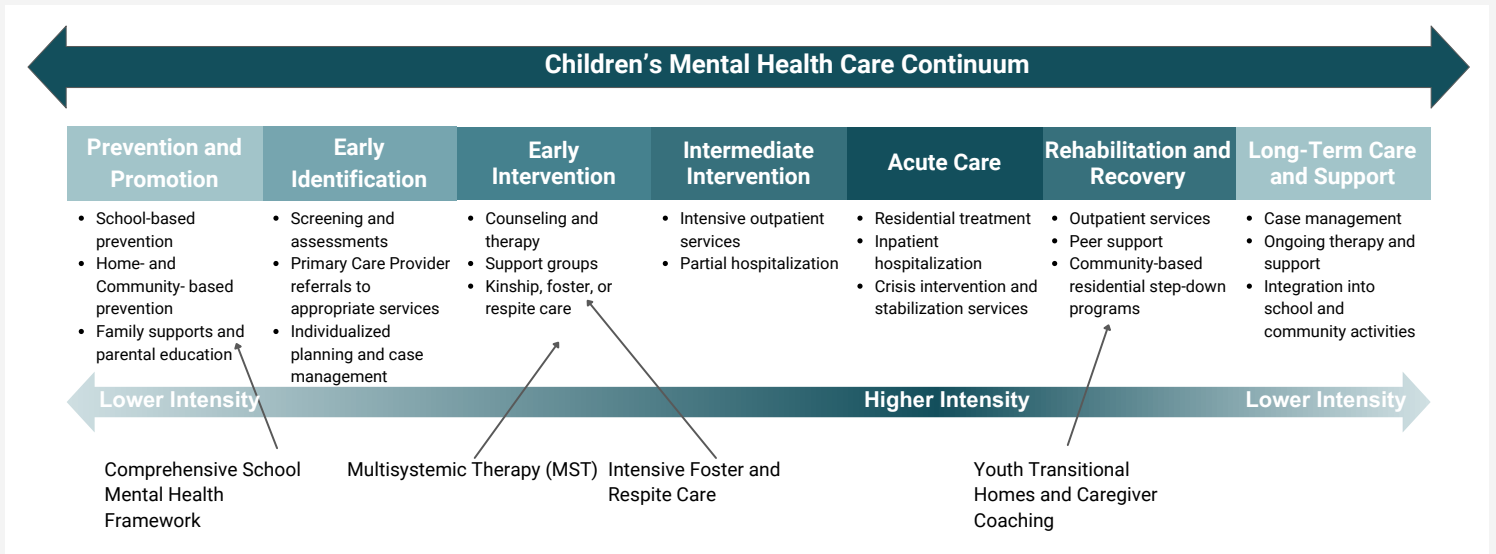 Children’s Mental Health Care Continuum
Prevention and
Promotion
• School-based
prevention
• Home- and
Community- based
prevention
• Family supports and
parental education
Early
Identification
• Screening and
assessments
• Primary Care Provider
referrals to
appropriate services
• Individualized
planning and case
management
Early
Intervention
• Counseling and
therapy
• Support groups
• Kinship, foster, or
respite care
Intermediate
Intervention
• Intensive outpatient
services
• Partial hospitalization
Acute Care
• Residential treatment
• Inpatient
hospitalization
• Crisis intervention and
stabilization services
Rehabilitation and
Recovery
• Outpatient services
• Peer support
• Community-based
residential step-down
programs
Long-Term Care
and Support
• Case management
• Ongoing therapy and
support
• Integration into
school and
community activities
Lower Intensity
Higher Intensity
Lower Intensity
Comprehensive School
Mental Health
Framework
Multisystemic Therapy (MST)
Intensive Foster and
Respite Care
Youth Transitional
Homes and Caregiver
Coaching